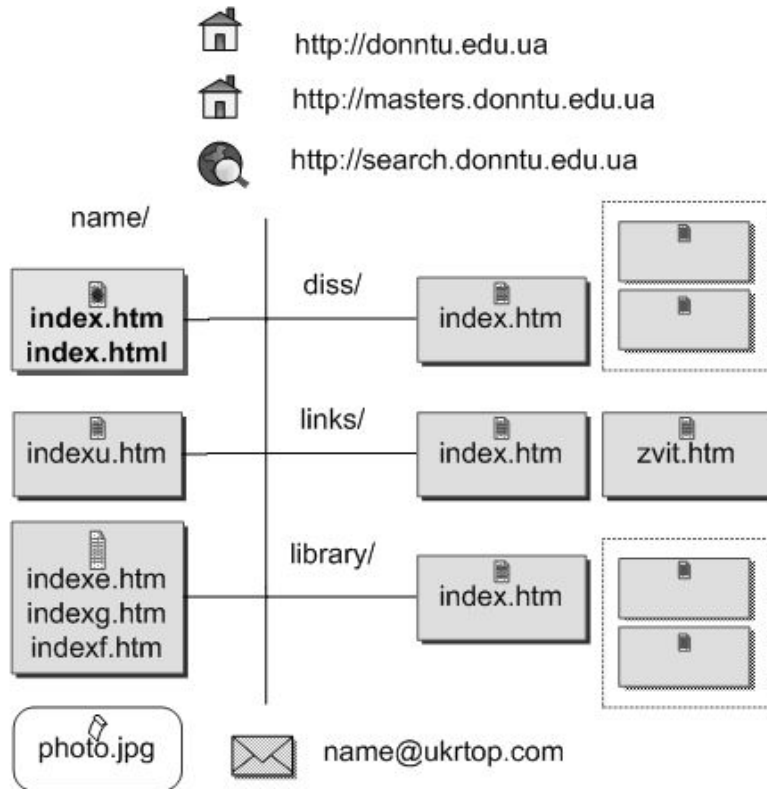 http://donntu.edu.ua
http://masters.donntu.edu.ua
http://search.donntu.edu.ua
name/
diss/
index.htm
index.html
index.htm
links/
indexu.htm
index.htm
zvit.htm
library/
indexe.htm
indexg.htm
indexf.htm
index.htm
photo.jpg
name@ukrtop.com